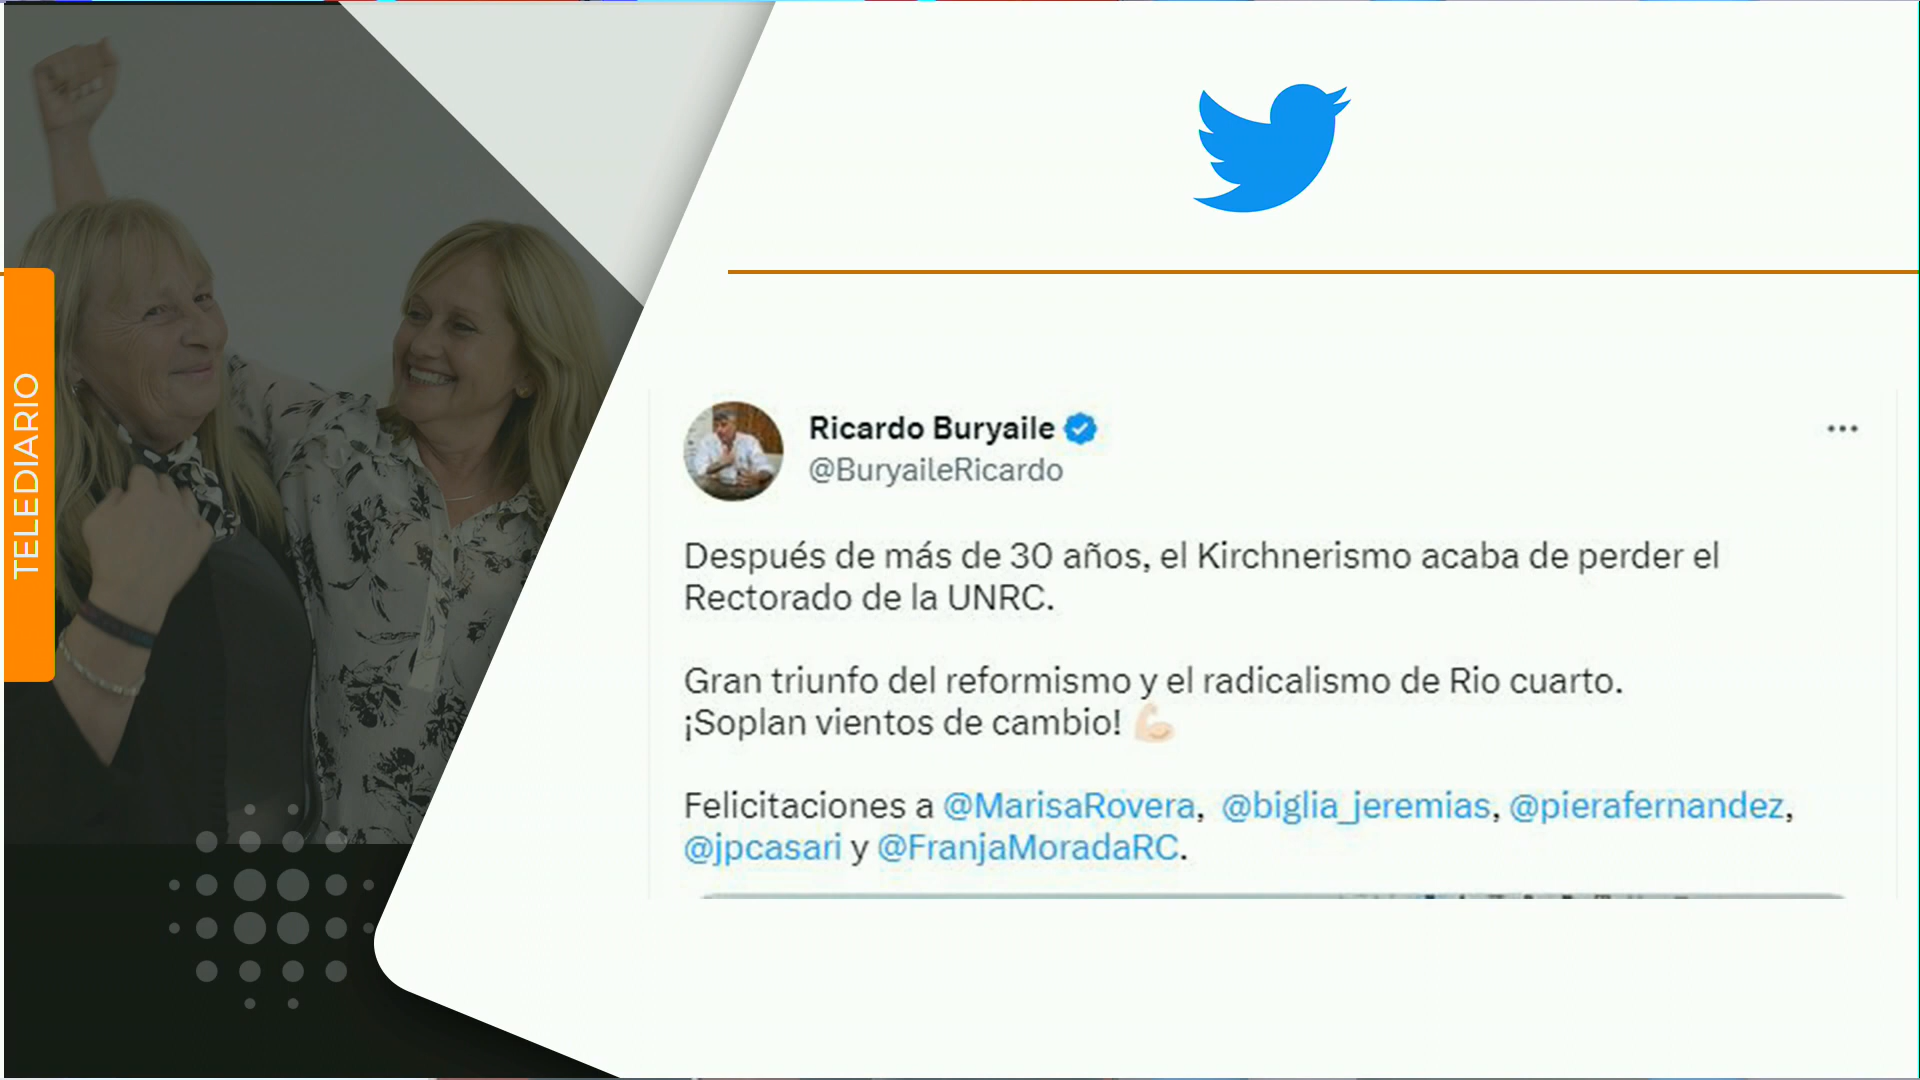 TELEDIARIO
Ricardo Buryaile
@BuryaileRicardo
Después de más de 30 años, el Kirchnerismo acaba de perder el
Rectorado de la UNRC.
Gran triunfo del reformismo y el radicalismo de Rio cuarto.
¡Soplan vientos de cambio! 💪🏻
Felicitaciones a @MarisaRovera, @biglia_jeremias, @pierafernandez,
@jpcasari y @FranjaMoradaRC.